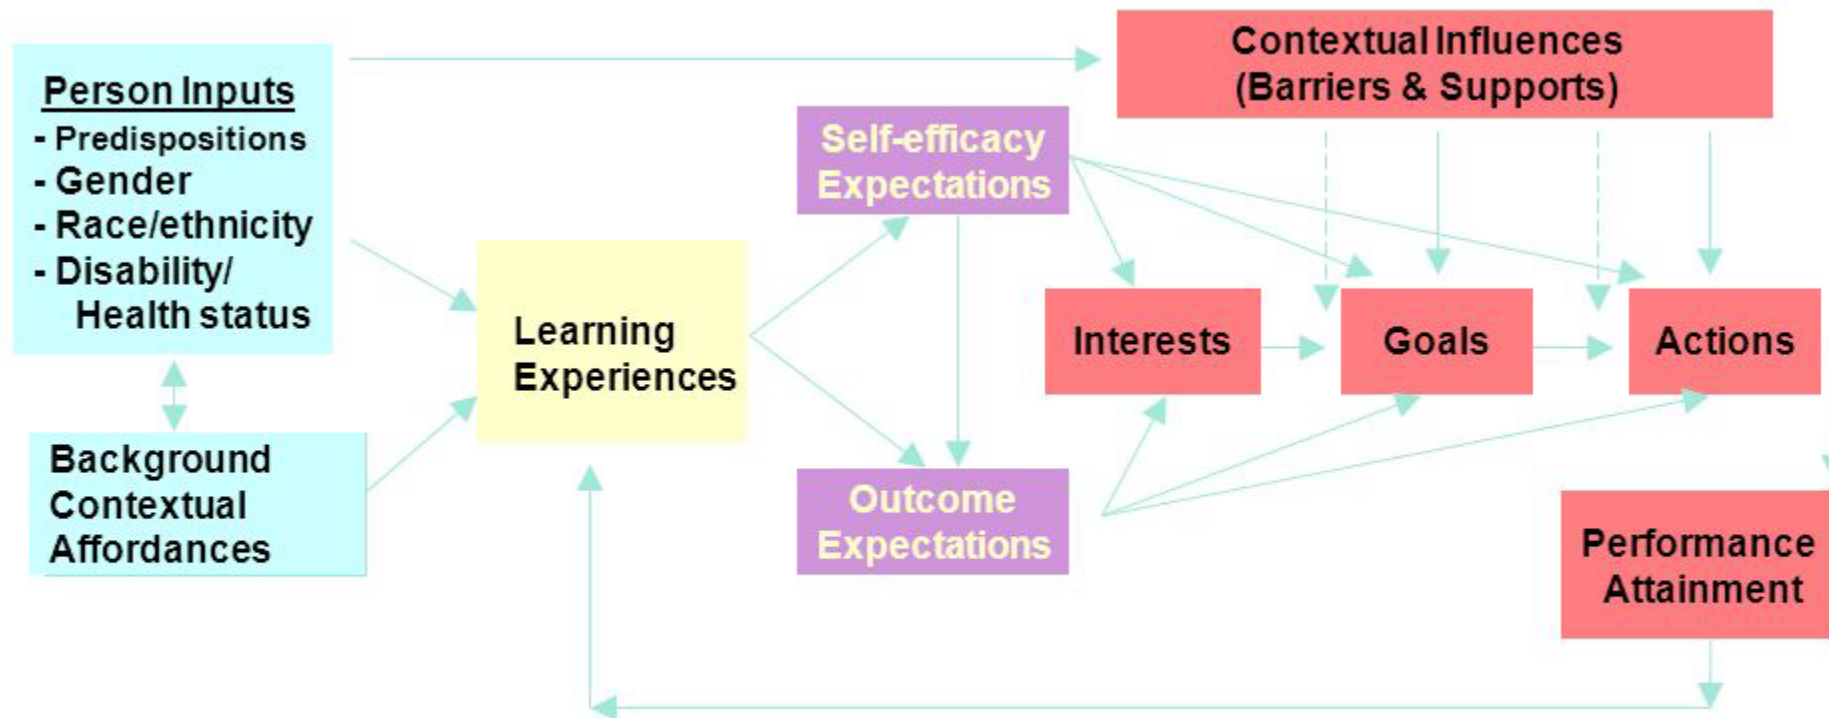 Person Inputs
- Predispositions
- Gender
- Race/ethnicity
- Disability/
Health status
Background
Contextual
Affordances
Learning
Experiences
Self-efficacy
Expectations
Outcome
Expectations
Contextual Influences
(Barriers & Supports)
Interests
Goals
Actions
Performance
Attainment